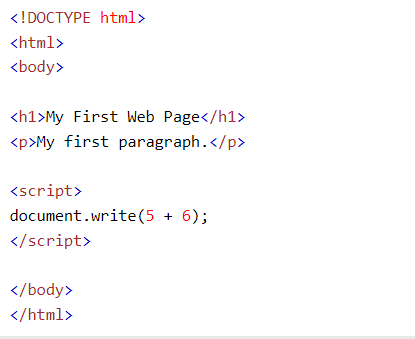 <!DOCTYPE html>
<html>
<body>
<h1>My First Web Page</h1>
<p>My first paragraph.</p>
<script>
document.write(5 + 6);
</script>
</body>
</html>